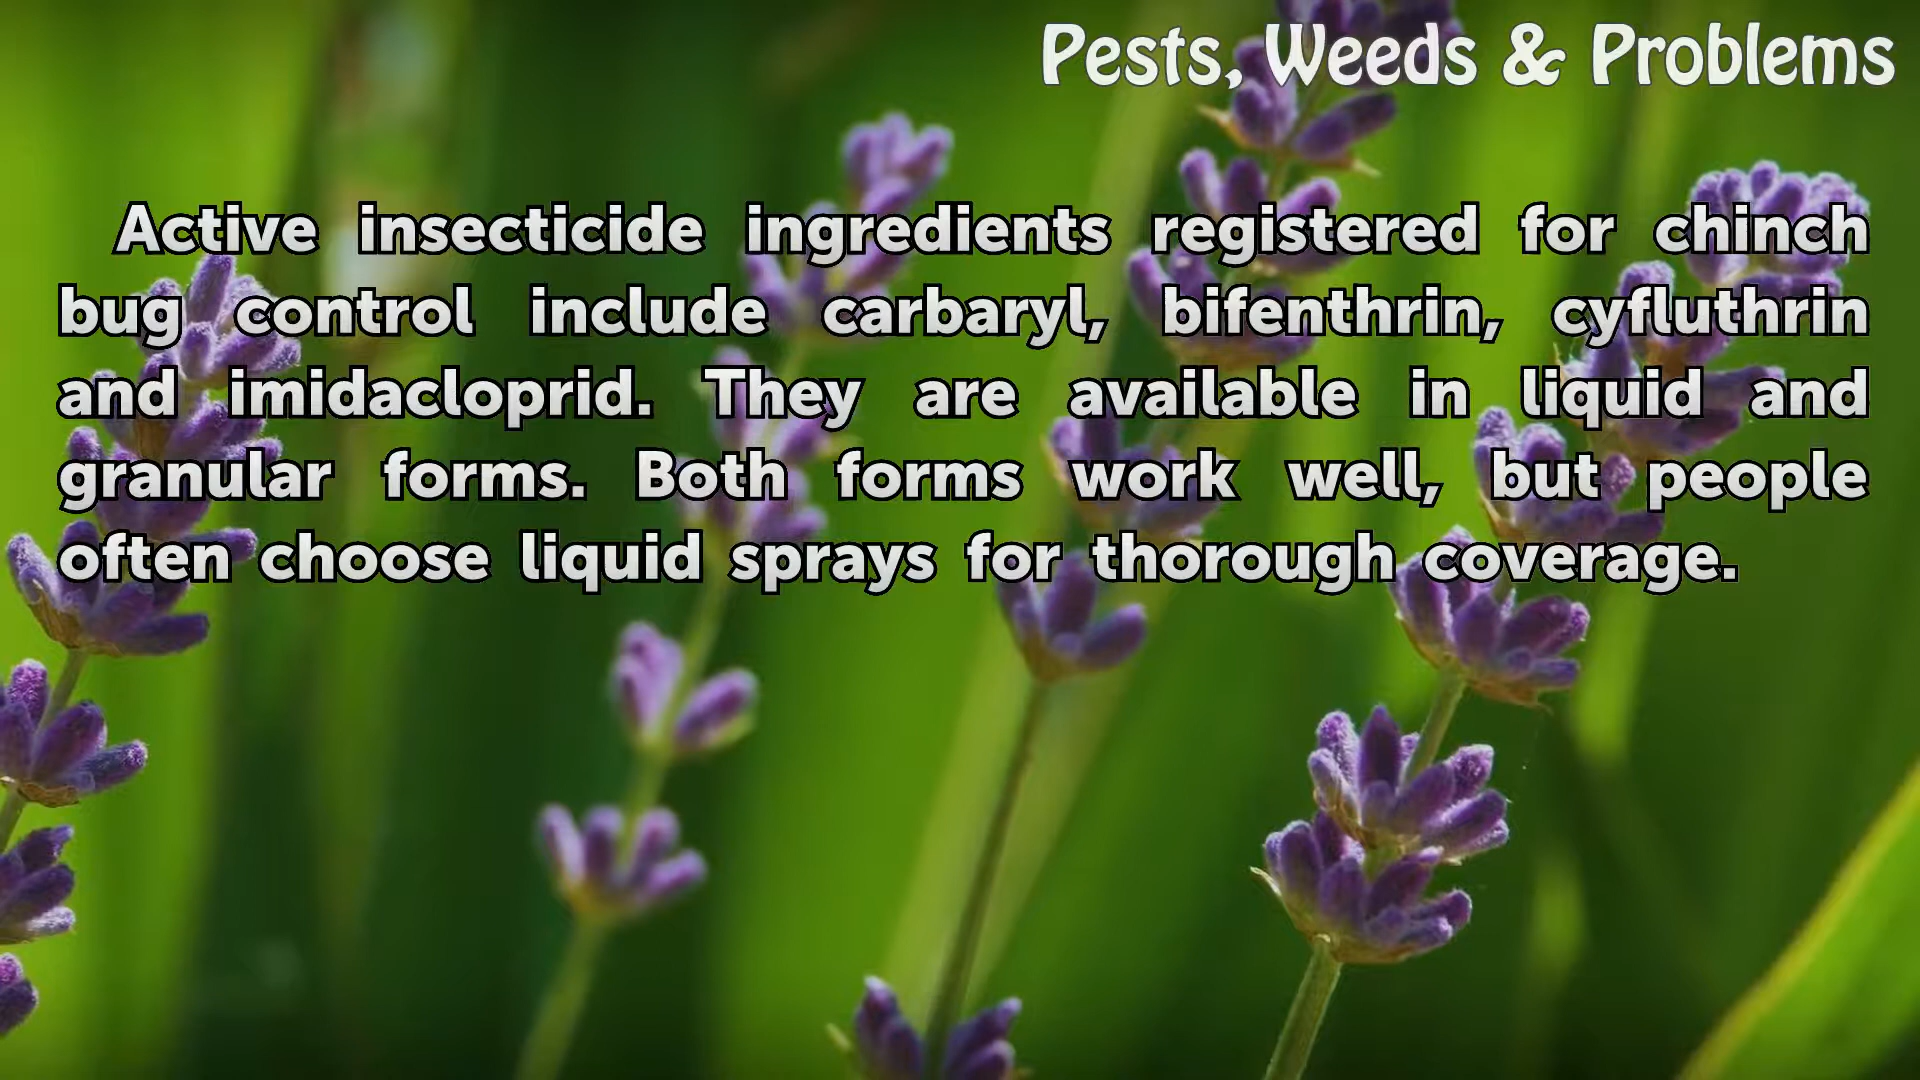 Pests, Weeds & Problems
Active insecticide ingredients registered for chinch
bug control include carbaryl, bifenthrin, cyfluthrin
and imidacloprid. They are available in liquid and
granular forms. Both forms work well, but people
often choose liquid sprays for thorough coverage.